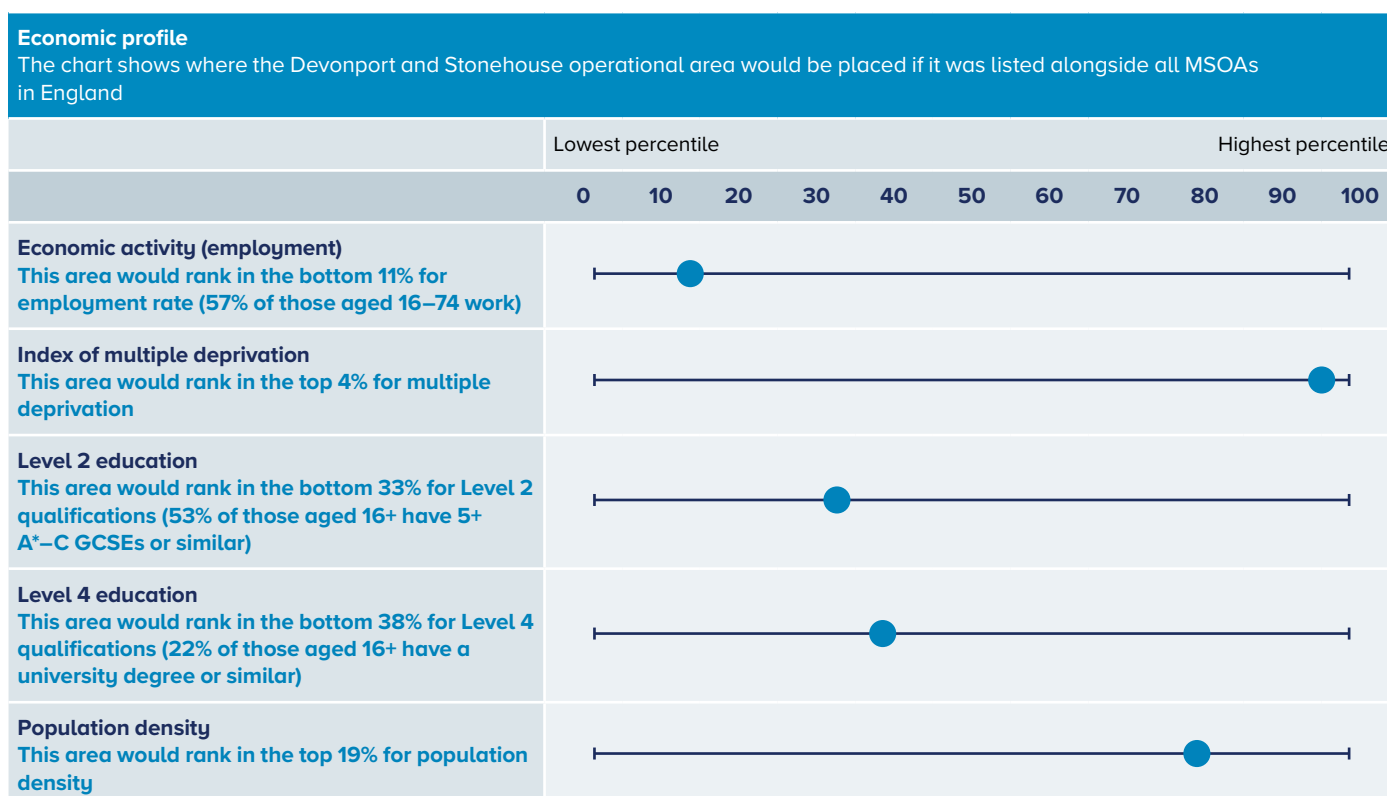 Economic profile
The chart shows where the Devonport and Stonehouse operational area would be placed if it was listed alongside all MSOAs
in England
Lowest percentile Highest percentile
0 10 20 30 40 50 60 70 80 90 100
Economic activity (employment)
This area would rank in the bottom 11% for
employment rate (57% of those aged 16–74 work)
Index of multiple deprivation
This area would rank in the top 4% for multiple
deprivation
Level 2 education
This area would rank in the bottom 33% for Level 2
qualifications (53% of those aged 16+ have 5+
A*–C GCSEs or similar)
Level 4 education
This area would rank in the bottom 38% for Level 4
qualifications (22% of those aged 16+ have a
university degree or similar)
Population density
This area would rank in the top 19% for population
density